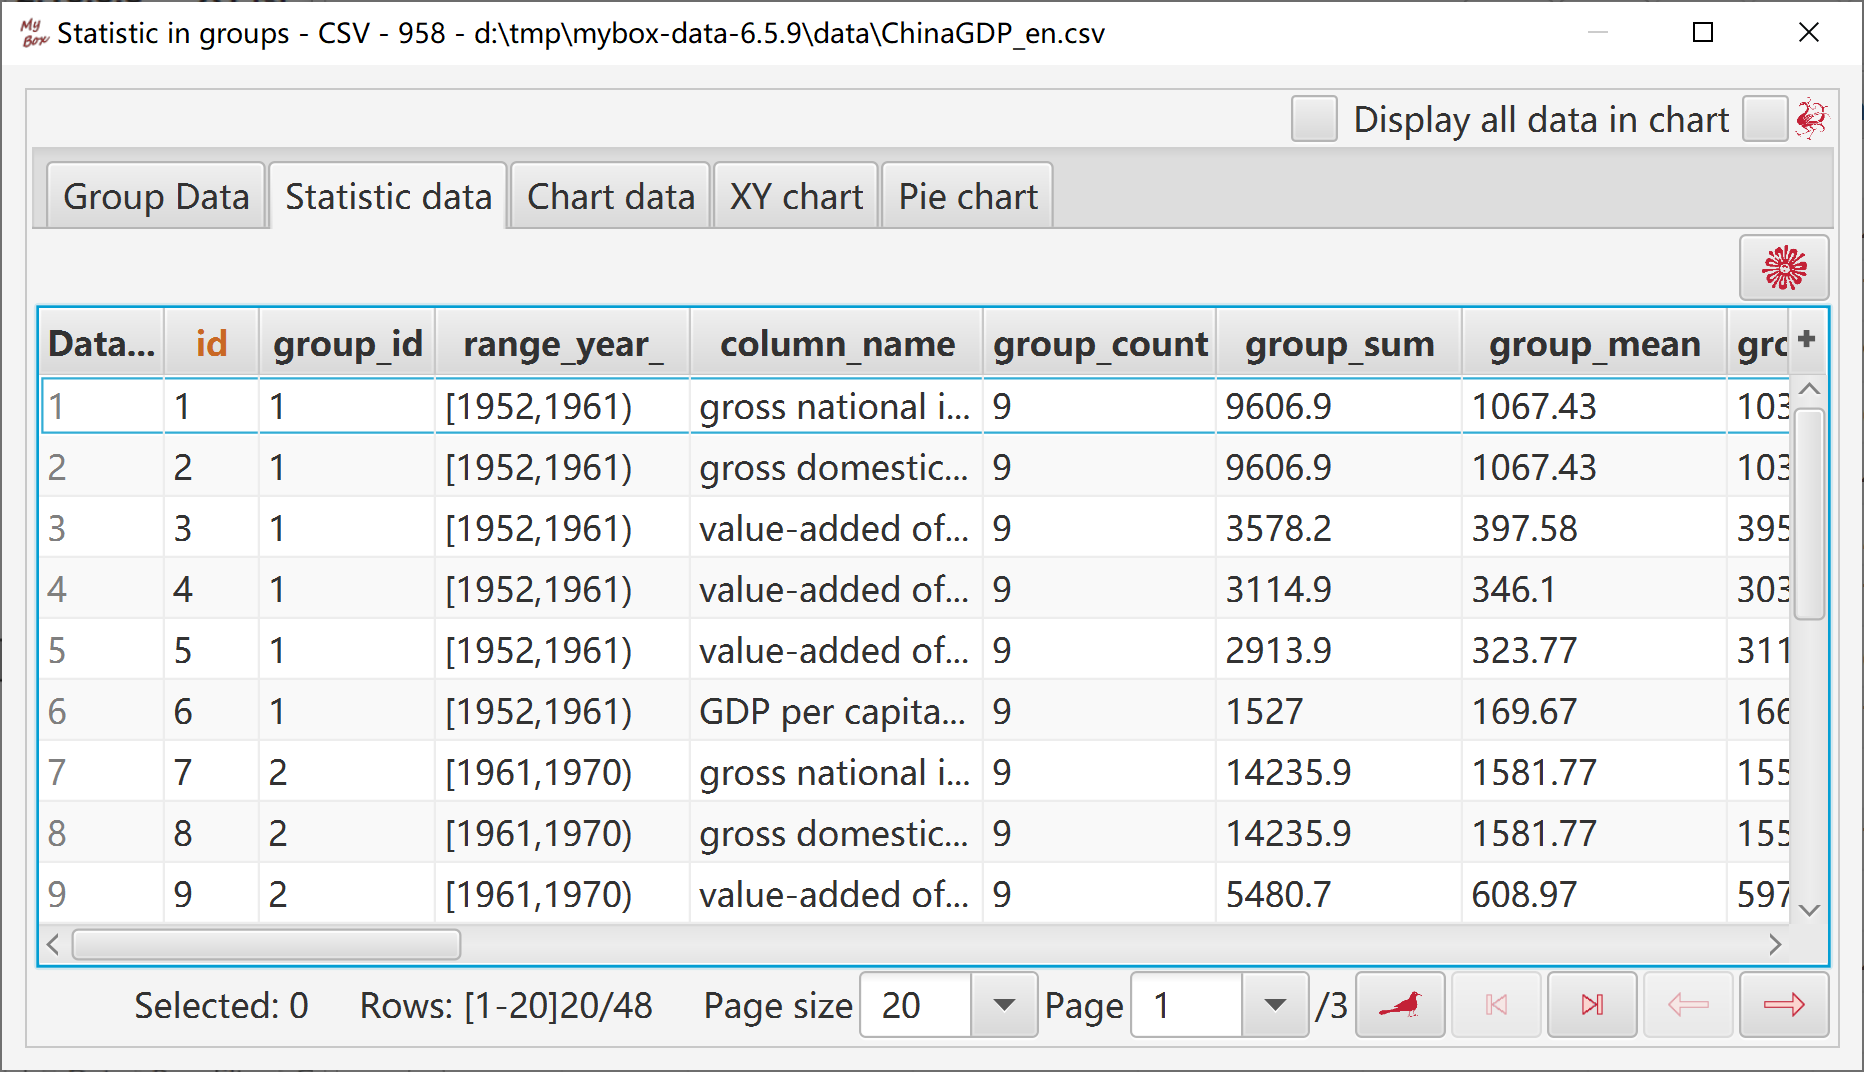 My Box Statistic in groups - CSV - 958 - d:\tmp\mybox-data-6.5.9\data\ChinaGDP_en.csv
Display all data in chart
Group Data Statistic data Chart data XY chart Pie chart
Data... id group_id range_year_ column_name group_count group_sum group_mean gro +
1 1 1 [1952,1961) gross national i... 9 9606.9 1067.43 103
2 2 1 [1952,1961) gross domestic... 9 9606.9 1067.43 103
3 3 1 [1952,1961) value-added of... 9 3578.2 397.58 395
4 4 1 [1952,1961) value-added of... 9 3114.9 346.1 303
5 5 1 [1952,1961) value-added of... 9 2913.9 323.77 311
6 6 1 [1952,1961) GDP per capita... 9 1527 169.67 166
7 7 2 [1961,1970) gross national i... 9 14235.9 1581.77 155
8 8 2 [1961,1970) gross domestic... 9 14235.9 1581.77 155
9 9 2 [1961,1970) value-added of... 9 5480.7 608.97 597
Selected: 0 Rows: [1-20]20/48 Page size 20 Page 1 /3